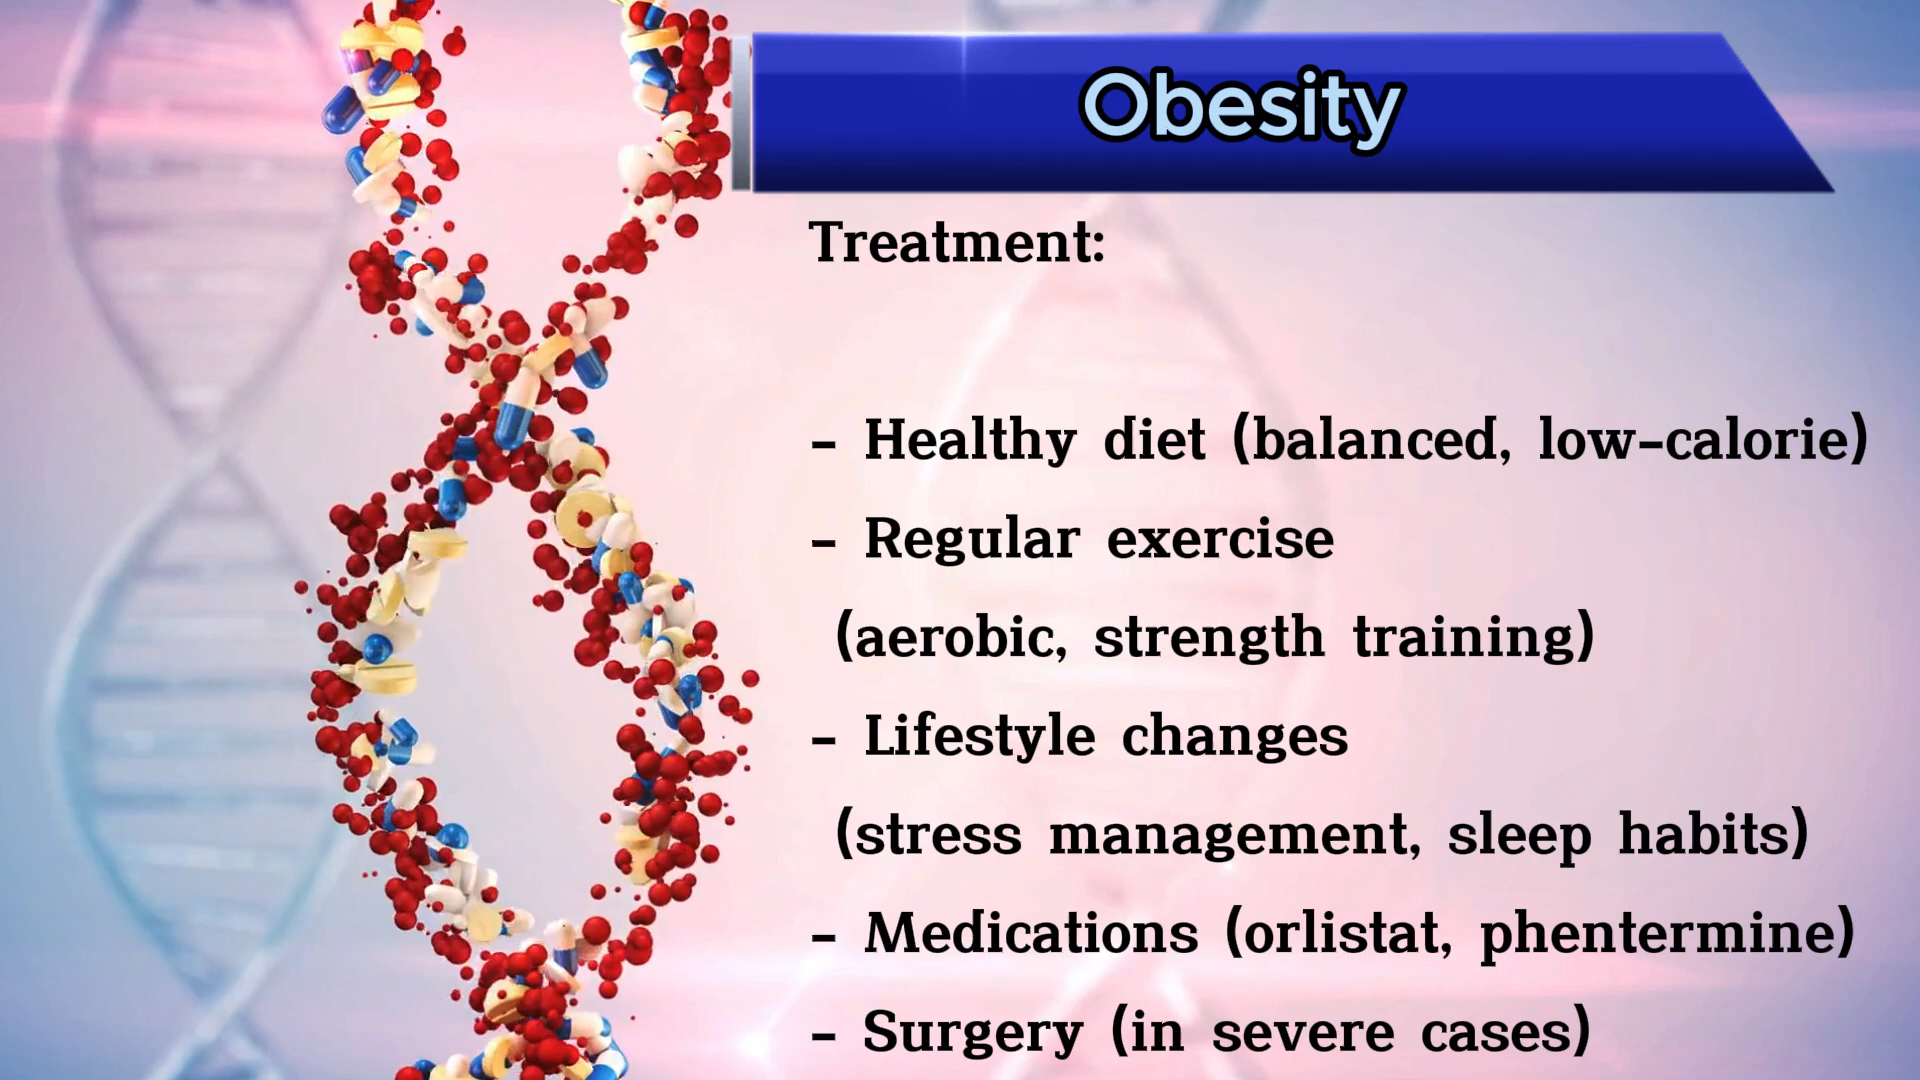 Obesity
Treatment:
- Healthy diet (balanced, low-calorie)
- Regular exercise
(aerobic, strength training)
- Lifestyle changes
(stress management, sleep habits)
- Medications (orlistat, phentermine)
- Surgery (in severe cases)